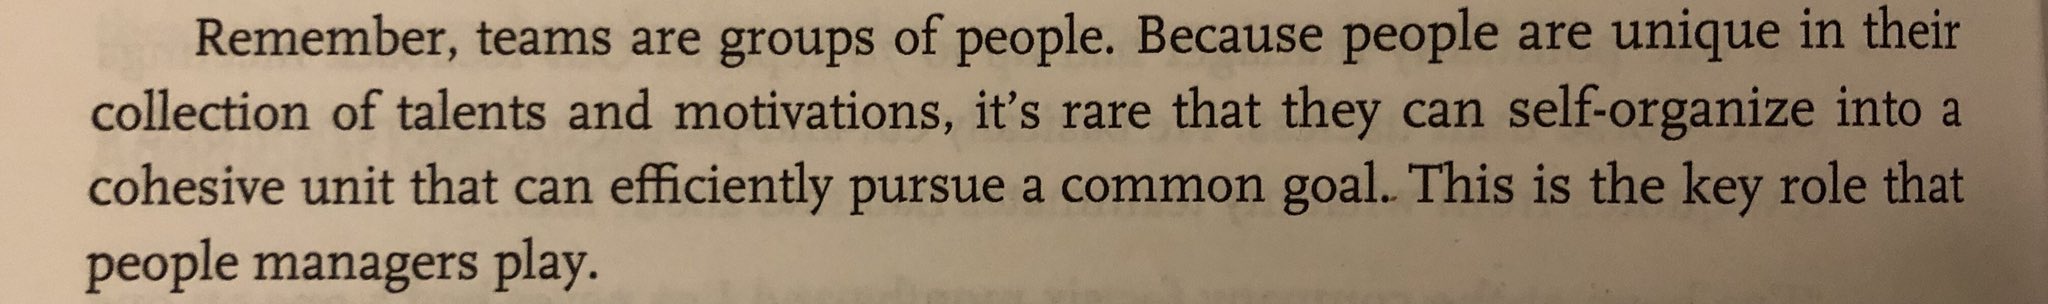 Remember, teams are groups of people. Because people are unique in their
collection of talents and motivations, it’s rare that they can self-organize into a
cohesive unit that can efficiently pursue a common goal. This is the key role that
people managers play.